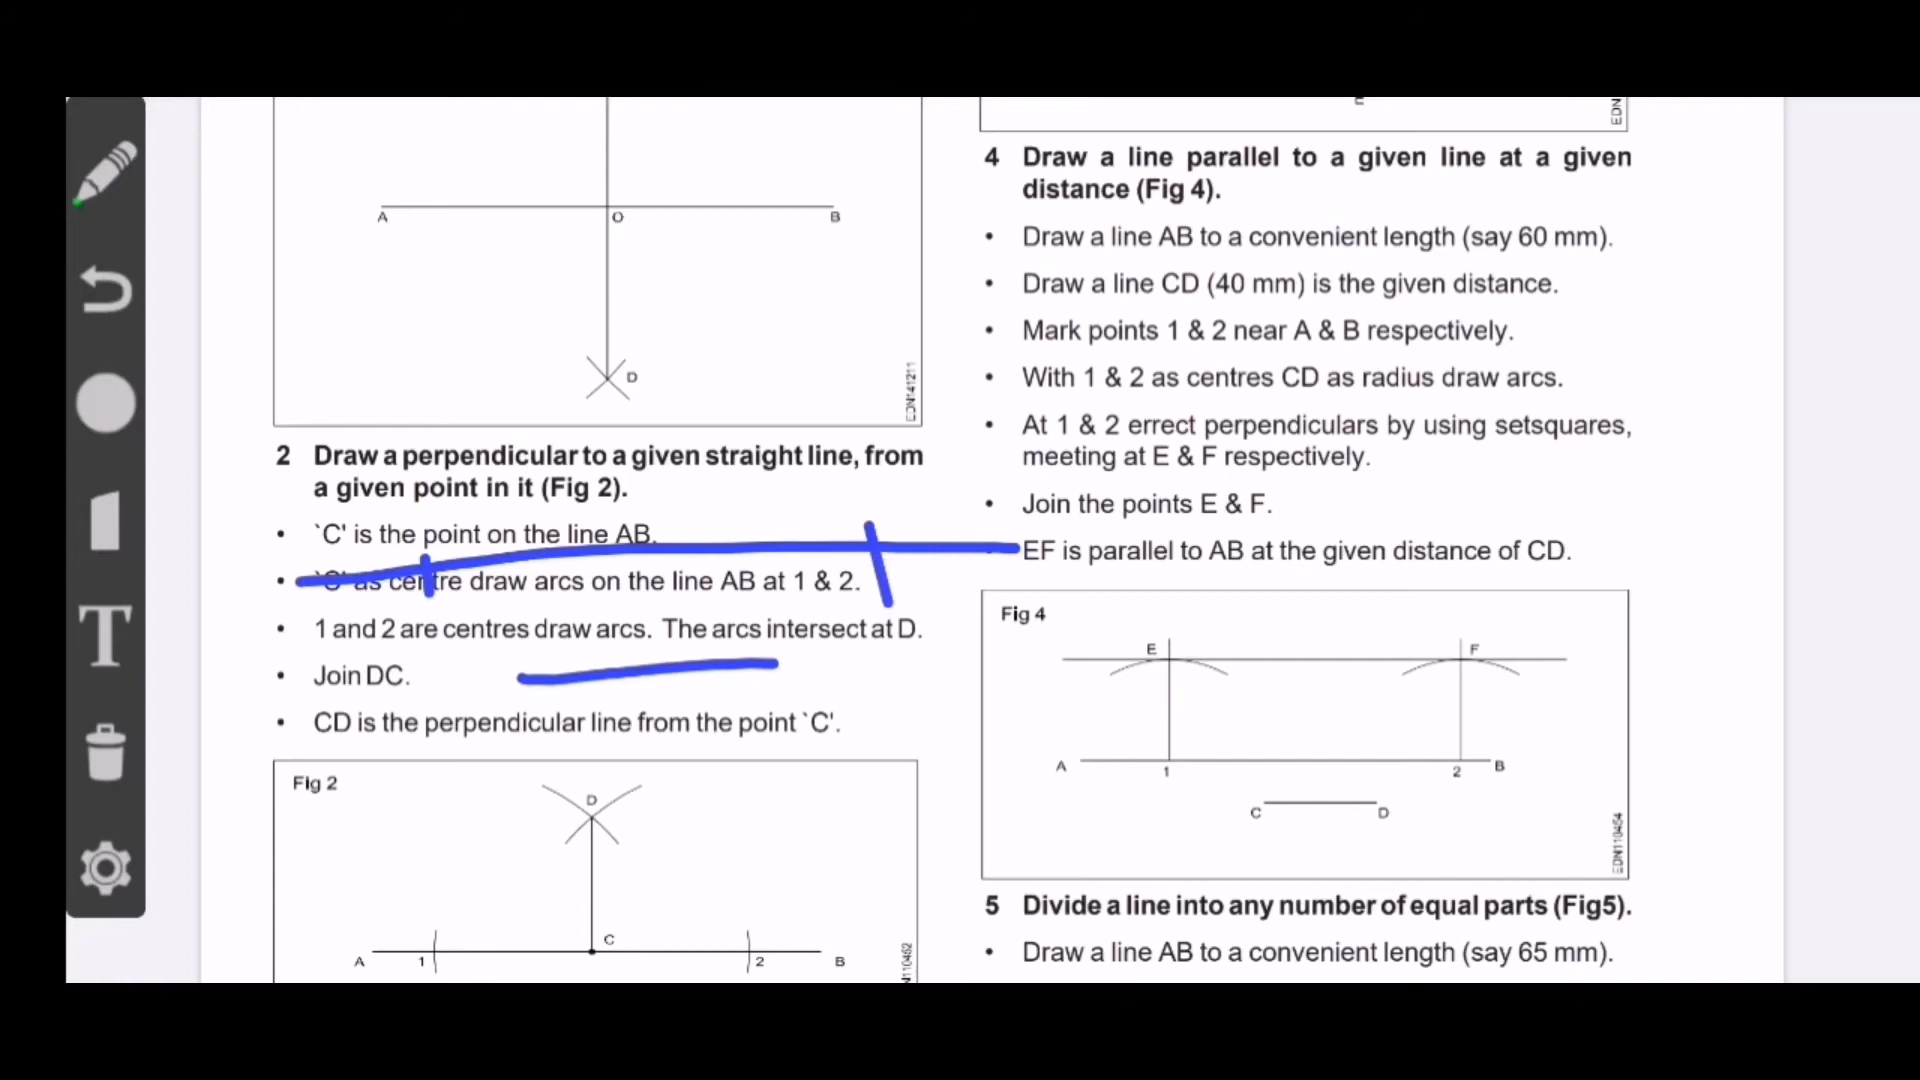 A
O
B
D
EDN141211
2 Draw a perpendicular to a given straight line, from
a given point in it (Fig 2).
• `C' is the point on the line AB.
• `C' as centre draw arcs on the line AB at 1 & 2.
• 1 and 2 are centres draw arcs. The arcs intersect at D.
• Join DC.
• CD is the perpendicular line from the point `C'.
Fig 2
D
C
A
1
2
B
N110462
EDN
4 Draw a line parallel to a given line at a given
distance (Fig 4).
• Draw a line AB to a convenient length (say 60 mm).
• Draw a line CD (40 mm) is the given distance.
• Mark points 1 & 2 near A & B respectively.
• With 1 & 2 as centres CD as radius draw arcs.
• At 1 & 2 errect perpendiculars by using setsquares,
meeting at E & F respectively.
• Join the points E & F.
EF is parallel to AB at the given distance of CD.
Fig 4
E
F
A
1
2
B
C
D
EDN110464
5 Divide a line into any number of equal parts (Fig5).
• Draw a line AB to a convenient length (say 65 mm).
T